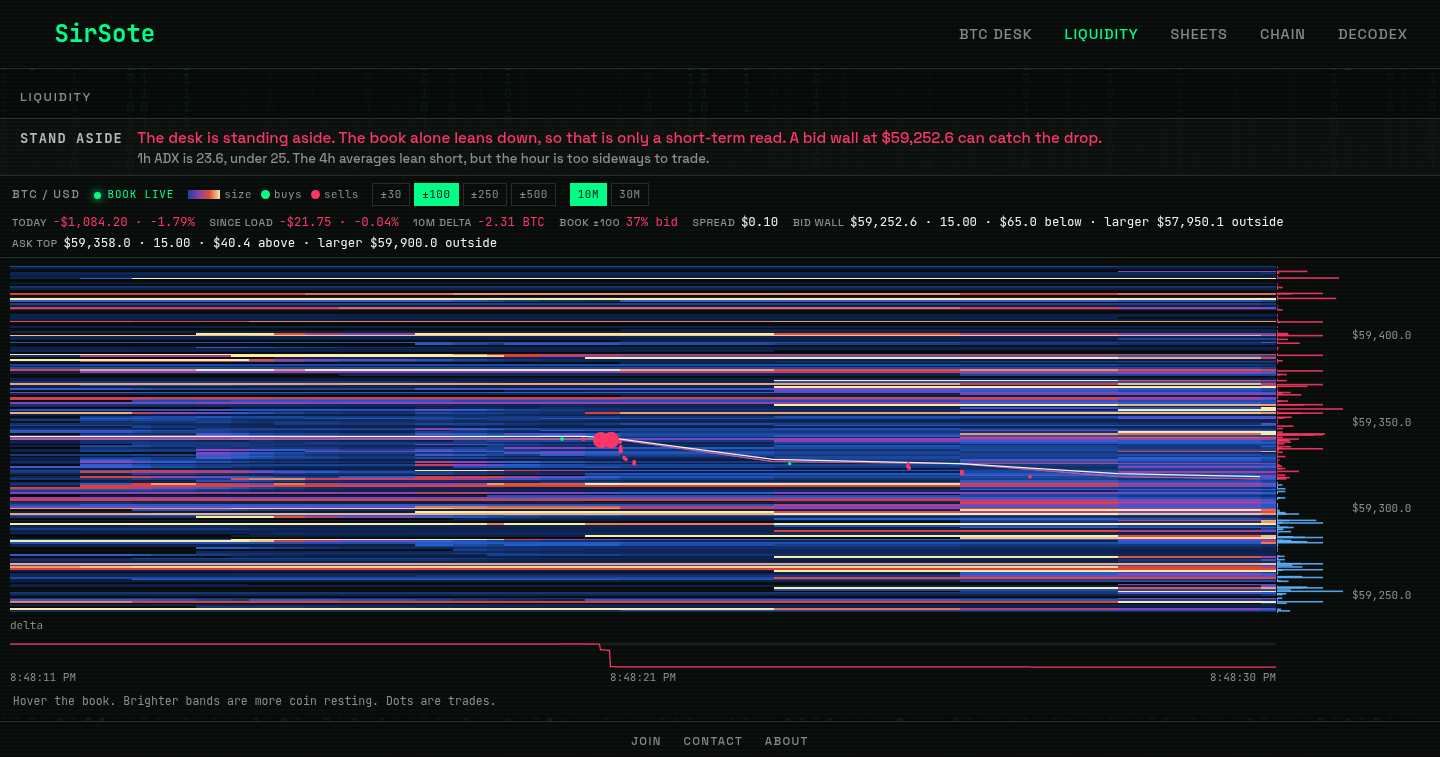 SirSote
BTC DESK LIQUIDITY SHEETS CHAIN DECODEX
LIQUIDITY
STAND ASIDE The desk is standing aside. The book alone leans down, so that is only a short-term read. A bid wall at $59,252.6 can catch the drop.
1h ADX is 23.6, under 25. The 4h averages lean short, but the hour is too sideways to trade.
BTC / USD BOOK LIVE size buys sells ±30 ±100 ±250 ±500 10M 30M
TODAY -$1,084.20 · -1.79% SINCE LOAD -$21.75 · -0.04% 10M DELTA -2.31 BTC BOOK ±100 37% bid SPREAD $0.10 BID WALL $59,252.6 · 15.00 · $65.0 below · larger $57,950.1 outside
ASK TOP $59,358.0 · 15.00 · $40.4 above · larger $59,900.0 outside
$59,400.0
$59,350.0
$59,300.0
$59,250.0
delta
8:48:11 PM 8:48:21 PM 8:48:30 PM
Hover the book. Brighter bands are more coin resting. Dots are trades.
JOIN CONTACT ABOUT